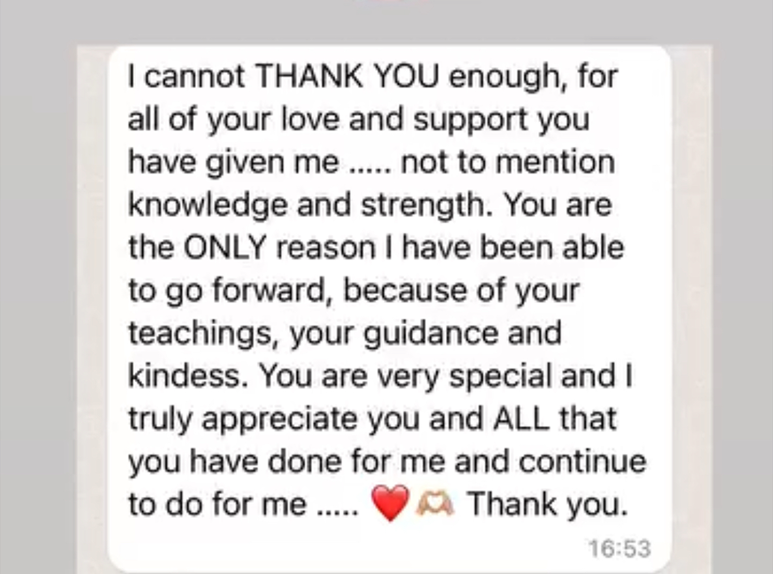 I cannot THANK YOU enough, for
all of your love and support you
have given me ..... not to mention
knowledge and strength. You are
the ONLY reason I have been able
to go forward, because of your
teachings, your guidance and
kindess. You are very special and I
truly appreciate you and ALL that
you have done for me and continue
to do for me ..... ❤️🫶🏼 Thank you.
16:53